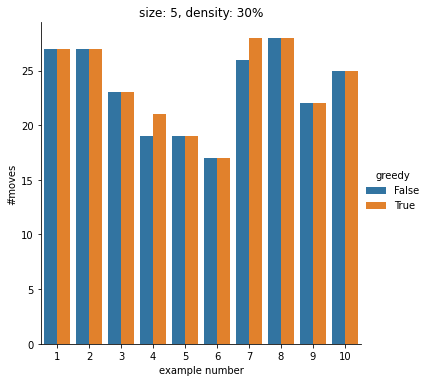 size: 5, density: 30%
#moves
25
20
15
10
5
0
1 2 3 4 5 6 7 8 9 10
example number
greedy
False
True